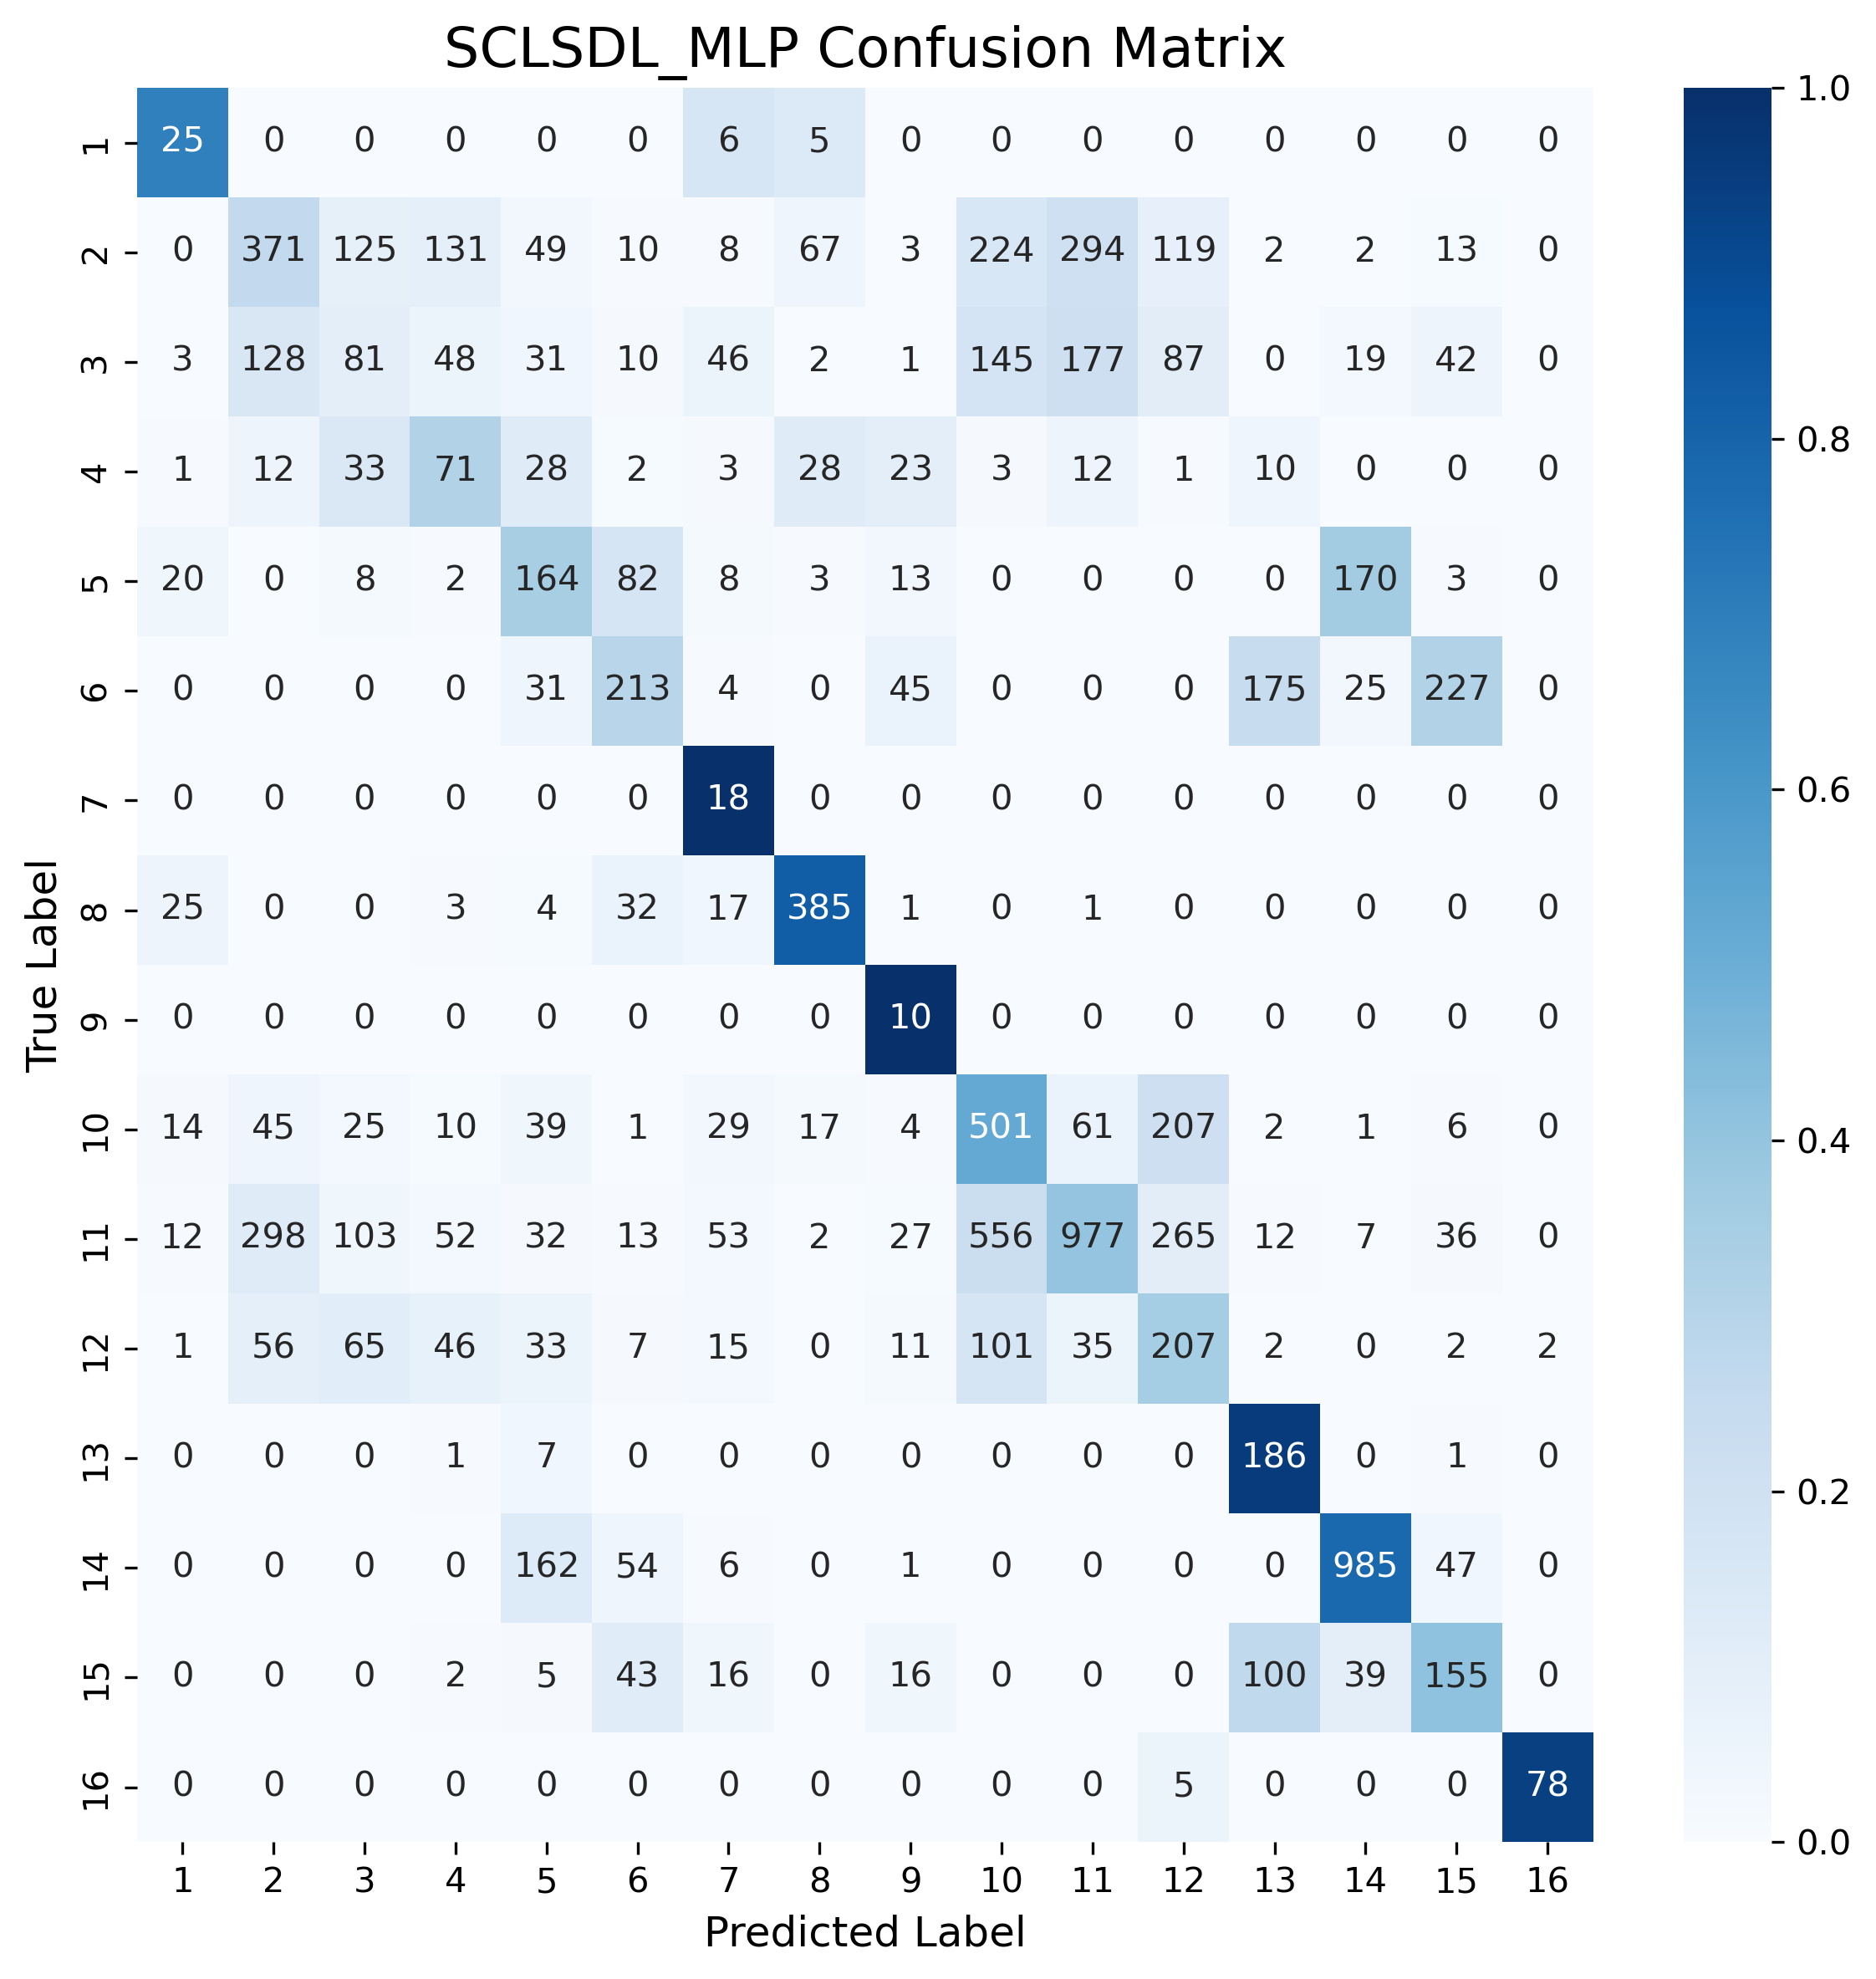 SCLSDL_MLP Confusion Matrix
1 25 0 0 0 0 0 6 5 0 0 0 0 0 0 0 0
2 0 371 125 131 49 10 8 67 3 224 294 119 2 2 13 0
3 3 128 81 48 31 10 46 2 1 145 177 87 0 19 42 0
4 1 12 33 71 28 2 3 28 23 3 12 1 10 0 0 0
5 20 0 8 2 164 82 8 3 13 0 0 0 0 170 3 0
6 0 0 0 0 31 213 4 0 45 0 0 0 175 25 227 0
7 0 0 0 0 0 0 18 0 0 0 0 0 0 0 0 0
8 25 0 0 3 4 32 17 385 1 0 1 0 0 0 0 0
9 0 0 0 0 0 0 0 0 10 0 0 0 0 0 0 0
10 14 45 25 10 39 1 29 17 4 501 61 207 2 1 6 0
11 12 298 103 52 32 13 53 2 27 556 977 265 12 7 36 0
12 1 56 65 46 33 7 15 0 11 101 35 207 2 0 2 2
13 0 0 0 1 7 0 0 0 0 0 0 0 186 0 1 0
14 0 0 0 0 162 54 6 0 1 0 0 0 0 985 47 0
15 0 0 0 2 5 43 16 0 16 0 0 0 100 39 155 0
16 0 0 0 0 0 0 0 0 0 0 0 5 0 0 0 78
1 2 3 4 5 6 7 8 9 10 11 12 13 14 15 16
Predicted Label
True Label
1.0
0.8
0.6
0.4
0.2
0.0